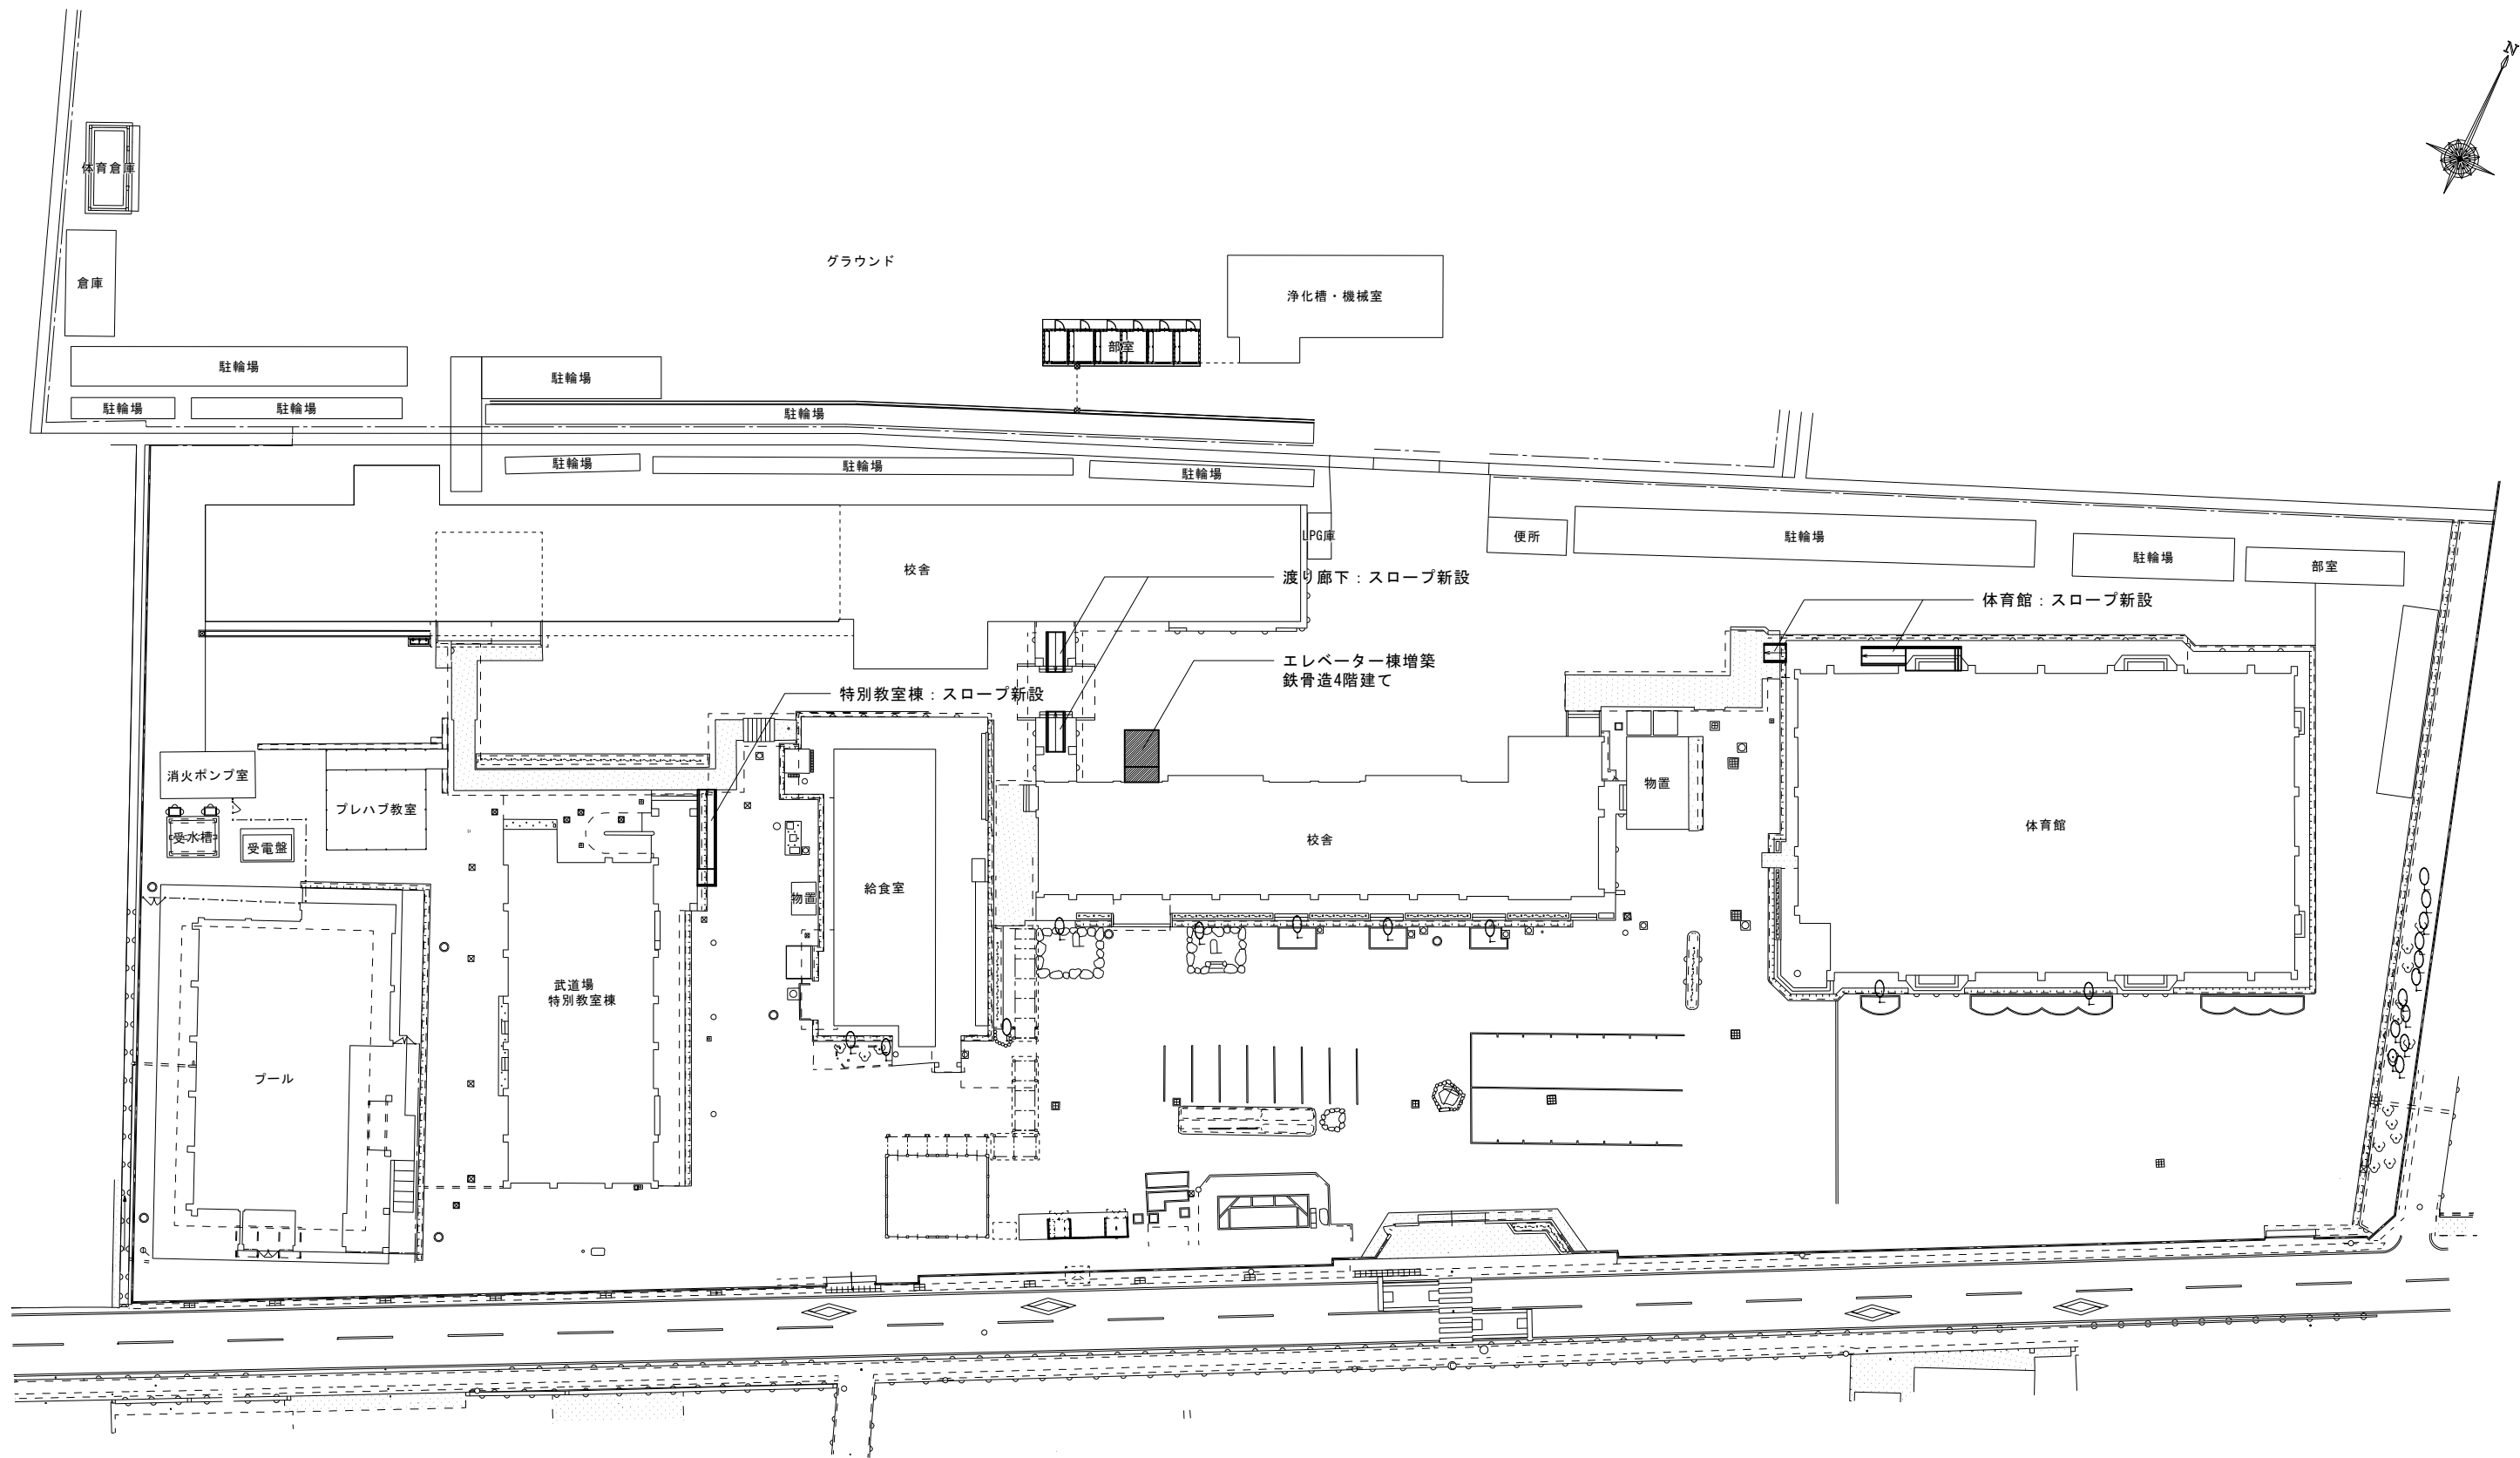 N
体育倉庫
グラウンド
倉庫
浄化槽・機械室
部室
駐輪場
駐輪場
駐輪場
駐輪場
駐輪場
駐輪場
駐輪場
駐輪場
LPG庫
便所
駐輪場
駐輪場
部室
校舎
渡り廊下：スロープ新設
体育館：スロープ新設
エレベーター棟増築
鉄骨造4階建て
特別教室棟：スロープ新設
消火ポンプ室
プレハブ教室
物置
受水槽
受電盤
校舎
体育館
給食室
物置
武道場
特別教室棟
プール